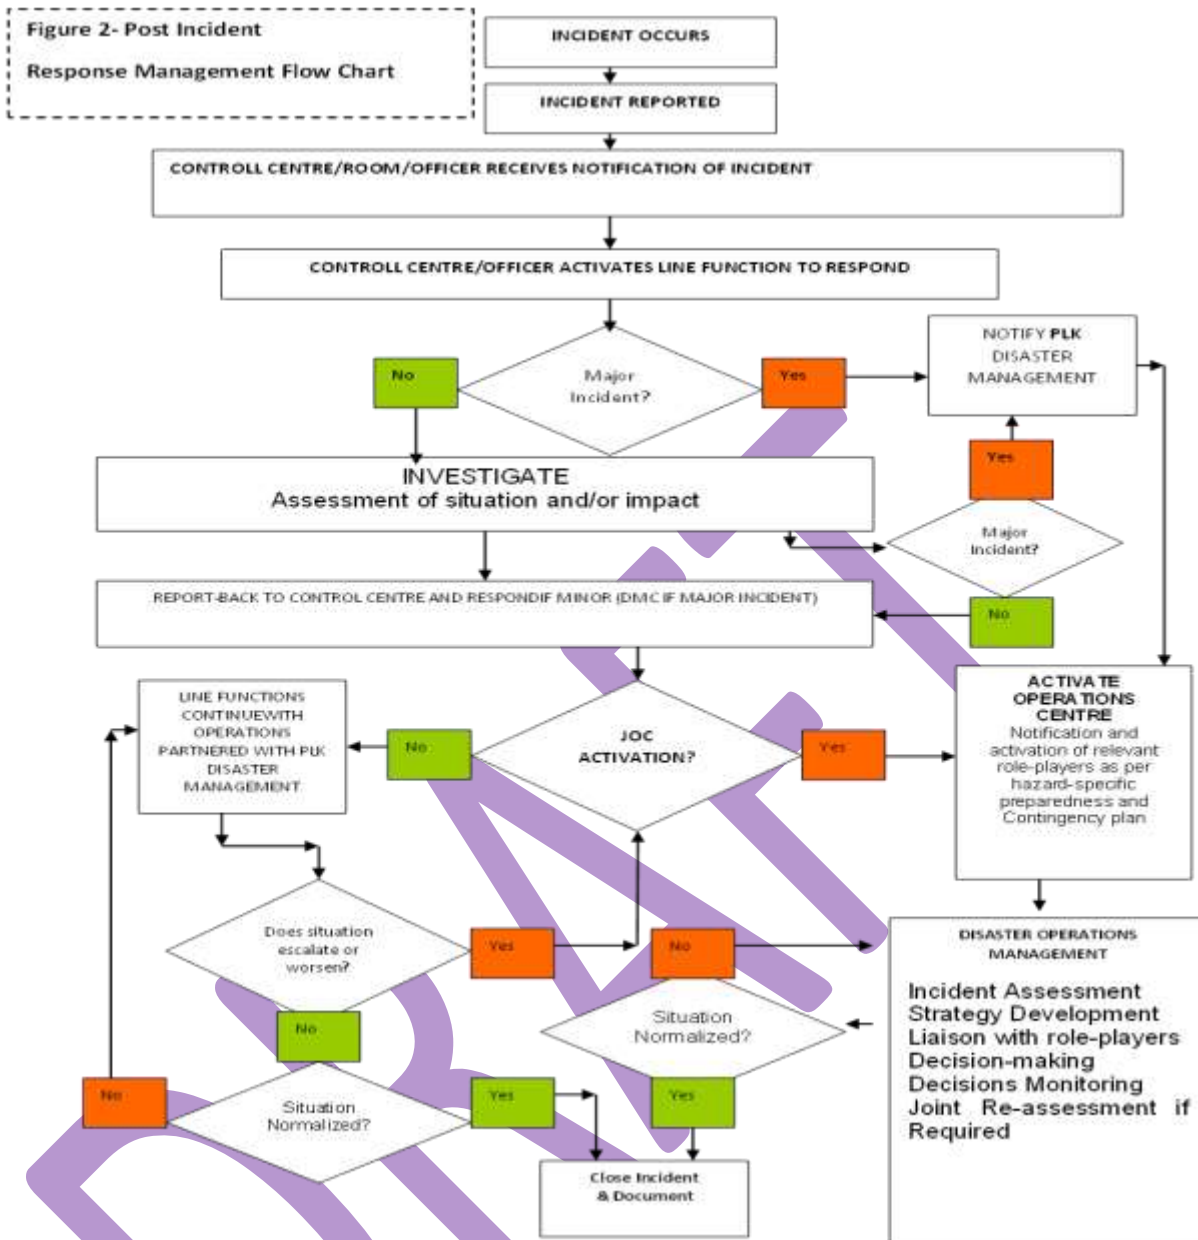 Figure 2- Post Incident
Response Management Flow Chart
INCIDENT OCCURS
INCIDENT REPORTED
CONTROLL CENTRE/ROOM/OFFICER RECEIVES NOTIFICATION OF INCIDENT
CONTROLL CENTRE/OFFICER ACTIVATES LINE FUNCTION TO RESPOND
No
Major
Incident?
Yes
NOTIFY PLK
DISASTER
MANAGEMENT
INVESTIGATE
Assessment of situation and/or impact
Yes
Major
Incident?
No
REPORT-BACK TO CONTROL CENTRE AND RESPONDIF MINOR (DMC IF MAJOR INCIDENT)
LINE FUNCTIONS
CONTINUEWITH
OPERATIONS
PARTNERED WITH PLK
DISASTER
MANAGEMENT
No
JOC
ACTIVATION?
Yes
ACTIVATE
OPERATIONS
CENTRE
Notification and
activation of relevant
role-players as per
hazard-specific
preparedness and
Contingency plan
Does situation
escalate or
worsen?
Yes
No
No
Situation
Normalized?
Yes
DISASTER OPERATIONS
MANAGEMENT
Incident Assessment
Strategy Development
Liaison with role-players
Decision-making
Decisions Monitoring
Joint Re-assessment if
Required
No
Situation
Normalized?
Yes
Close Incident
& Document
DRAFT